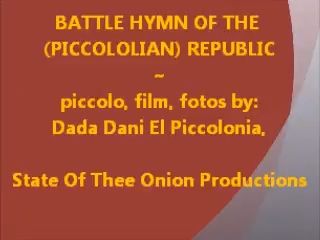 BATTLE HYMN OF THE
(PICCOLOLIAN) REPUBLIC
~
piccolo, film, fotos by:
Dada Dani El Piccolonia,
State Of Thee Onion Productions